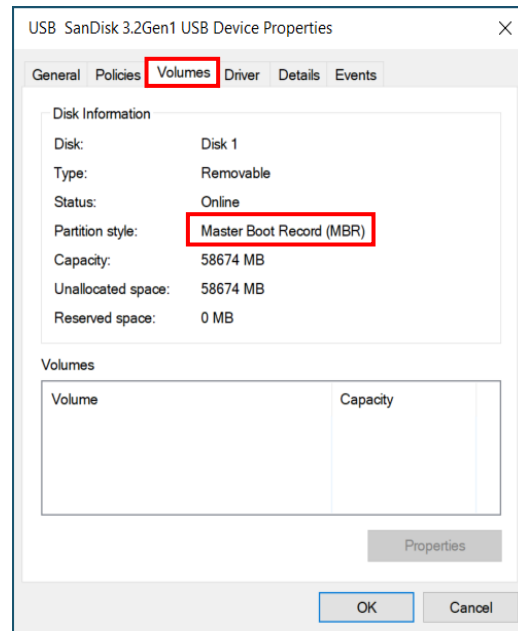 USB SanDisk 3.2Gen1 USB Device Properties
General Policies Volumes Driver Details Events
Disk Information
Disk: Disk 1
Type: Removable
Status: Online
Partition style: Master Boot Record (MBR)
Capacity: 58674 MB
Unallocated space: 58674 MB
Reserved space: 0 MB
Volumes
Volume Capacity
Properties
OK Cancel